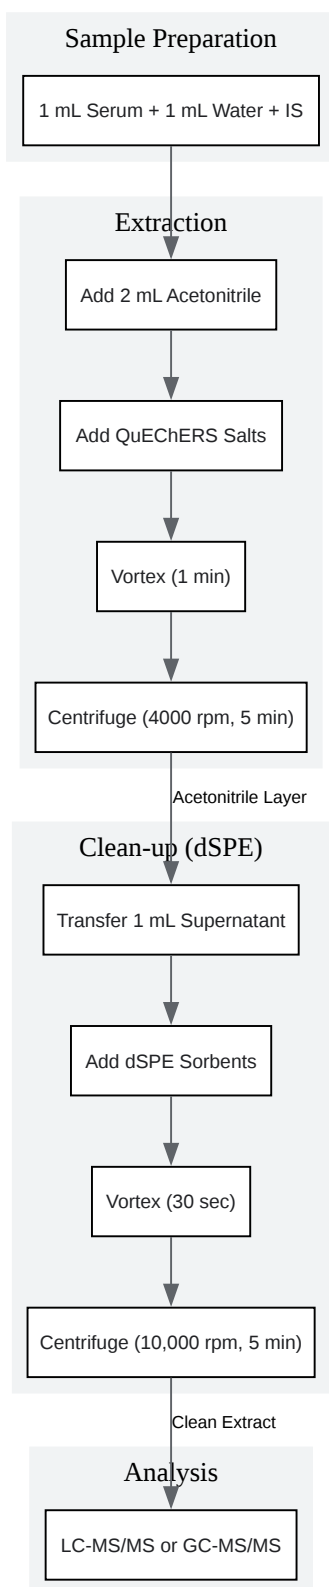 Sample Preparation
1 mL Serum + 1 mL Water + IS
Extraction
Add 2 mL Acetonitrile
Add QuEChERS Salts
Vortex (1 min)
Centrifuge (4000 rpm, 5 min)
Acetonitrile Layer
Clean-up (dSPE)
Transfer 1 mL Supernatant
Add dSPE Sorbents
Vortex (30 sec)
Centrifuge (10,000 rpm, 5 min)
Clean Extract
Analysis
LC-MS/MS or GC-MS/MS